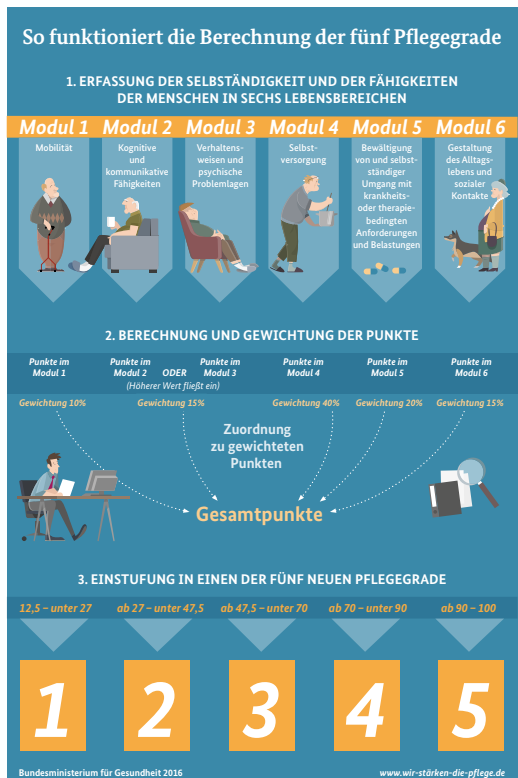 So funktioniert die Berechnung der fünf Pflegegrade
1. ERFASSUNG DER SELBSTÄNDIGKEIT UND DER FÄHIGKEITEN
DER MENSCHEN IN SECHS LEBENSBEREICHEN
Modul 1
Modul 2
Modul 3
Modul 4
Modul 5
Modul 6
Mobilität
Kognitive
und
kommunikative
Fähigkeiten
Verhaltens-
weisen und
psychische
Problemlagen
Selbst-
versorgung
Bewältigung
von und selbst-
ständiger
Umgang mit
krankheits-
oder therapie-
bedingten
Anforderungen
und Belastungen
Gestaltung
des Alltags-
lebens und
sozialer
Kontakte
2. BERECHNUNG UND GEWICHTUNG DER PUNKTE
Punkte im
Modul 1
Punkte im
Modul 2
ODER
Punkte im
Modul 3
(Höherer Wert fließt ein)
Punkte im
Modul 4
Punkte im
Modul 5
Punkte im
Modul 6
Gewichtung 10%
Gewichtung 15%
Gewichtung 40%
Gewichtung 20%
Gewichtung 15%
Zuordnung
zu gewichteten
Punkten
Gesamtpunkte
3. EINSTUFUNG IN EINEN DER FÜNF NEUEN PFLEGEGRADE
12,5 – unter 27
ab 27 – unter 47,5
ab 47,5 – unter 70
ab 70 – unter 90
ab 90 – 100
1
2
3
4
5
Bundesministerium für Gesundheit 2016
www.wir-stärken-die-pflege.de